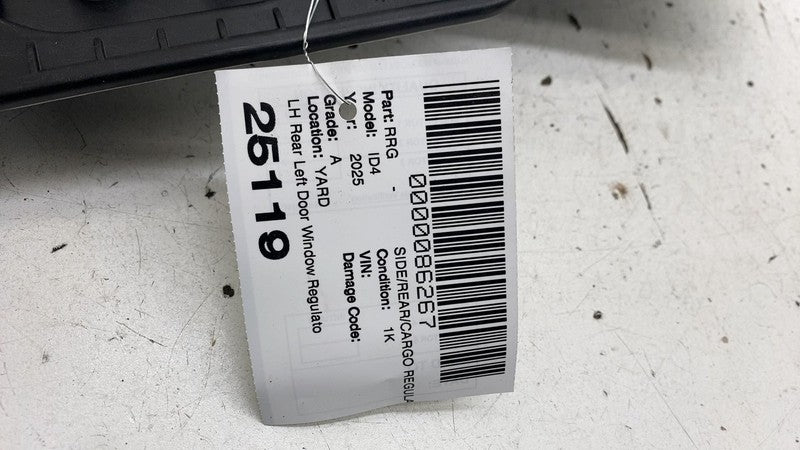 0000086267
Part: RRG - SIDE/REAR/CARGO REGULA
Model: ID4 Condition: 1K
Year: 2025 VIN:
Grade: A Damage Code:
Location: YARD
LH Rear Left Door Window Regulato
25119